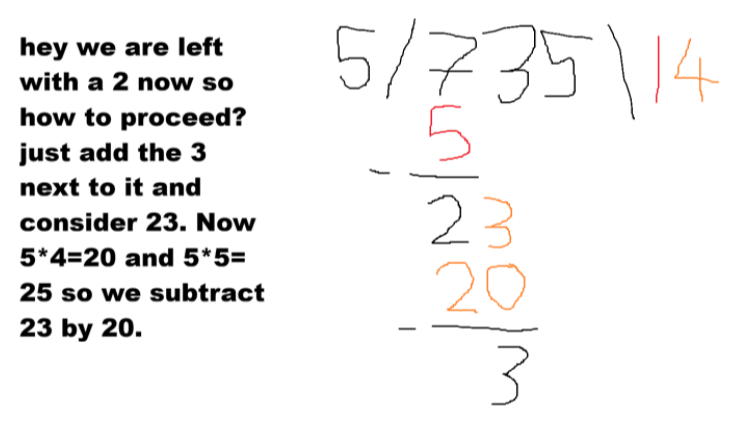 hey we are left
with a 2 now so
how to proceed?
just add the 3
next to it and
consider 23. Now
5*4=20 and 5*5=
25 so we subtract
23 by 20.
5/735\14
5
-
23
20
-
3